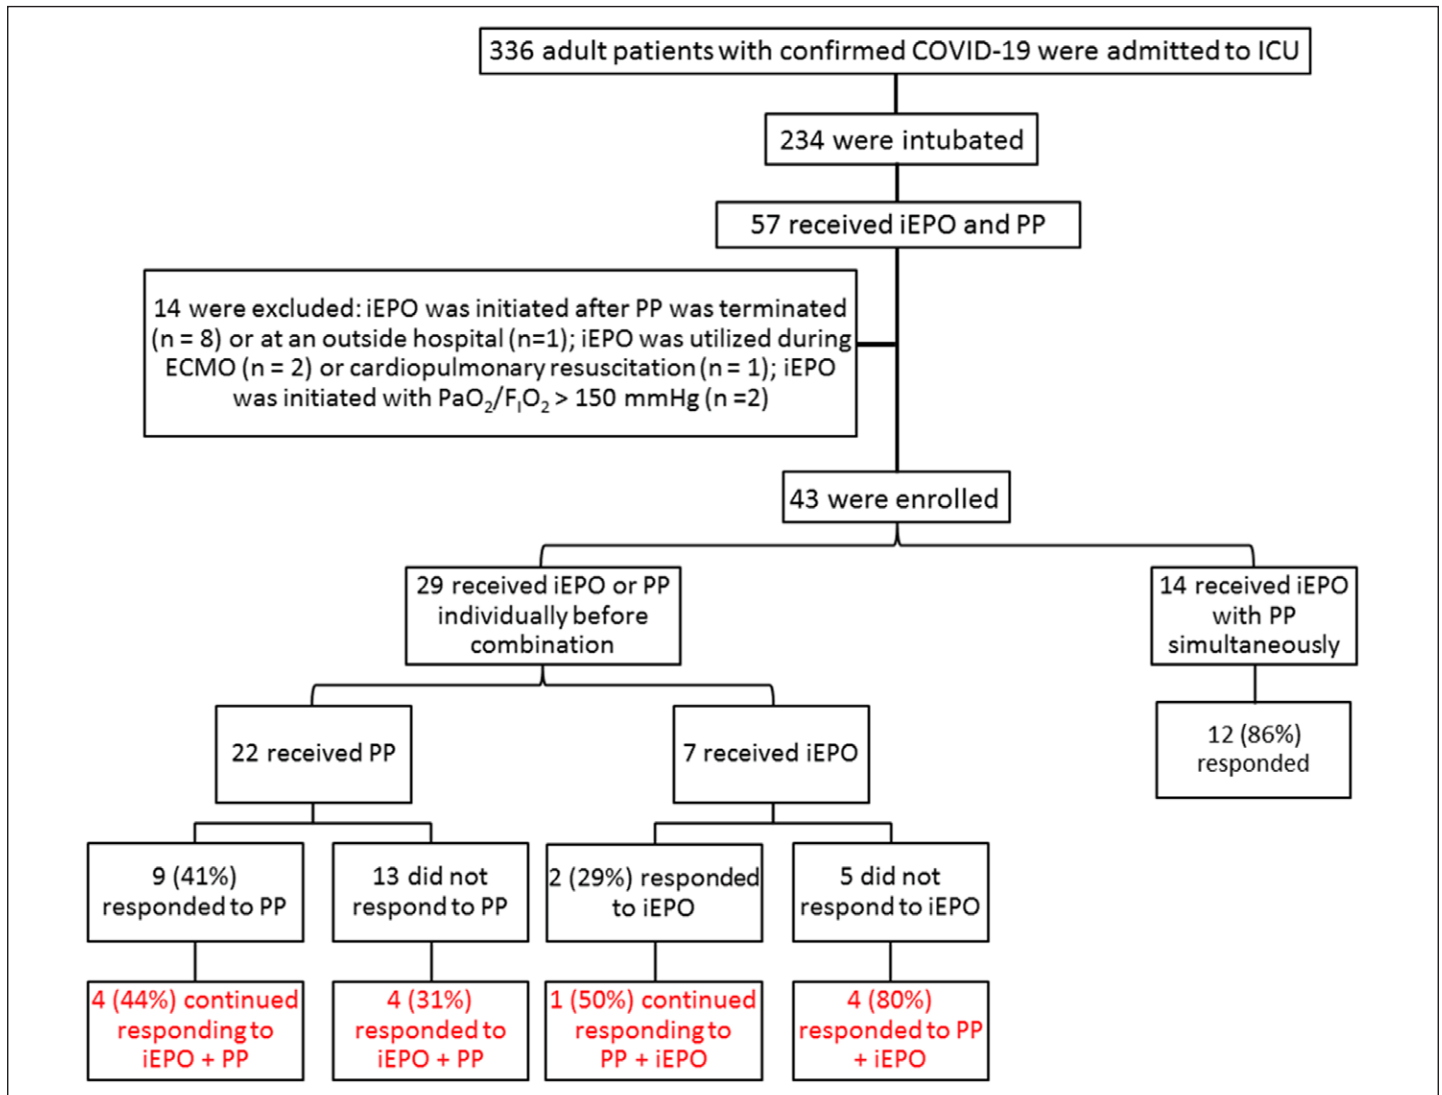 336 adult patients with confirmed COVID-19 were admitted to ICU
234 were intubated
57 received iEPO and PP
14 were excluded: iEPO was initiated after PP was terminated
(n = 8) or at an outside hospital (n=1); iEPO was utilized during
ECMO (n = 2) or cardiopulmonary resuscitation (n = 1); iEPO
was initiated with PaO₂/FᵢO₂ > 150 mmHg (n =2)
43 were enrolled
29 received iEPO or PP
individually before
combination
14 received iEPO
with PP
simultaneously
22 received PP
7 received iEPO
12 (86%)
responded
9 (41%)
responded to PP
13 did not
respond to PP
2 (29%) responded
to iEPO
5 did not
respond to iEPO
4 (44%) continued
responding to
iEPO + PP
4 (31%)
responded to
iEPO + PP
1 (50%) continued
responding to
PP + iEPO
4 (80%)
responded to PP
+ iEPO